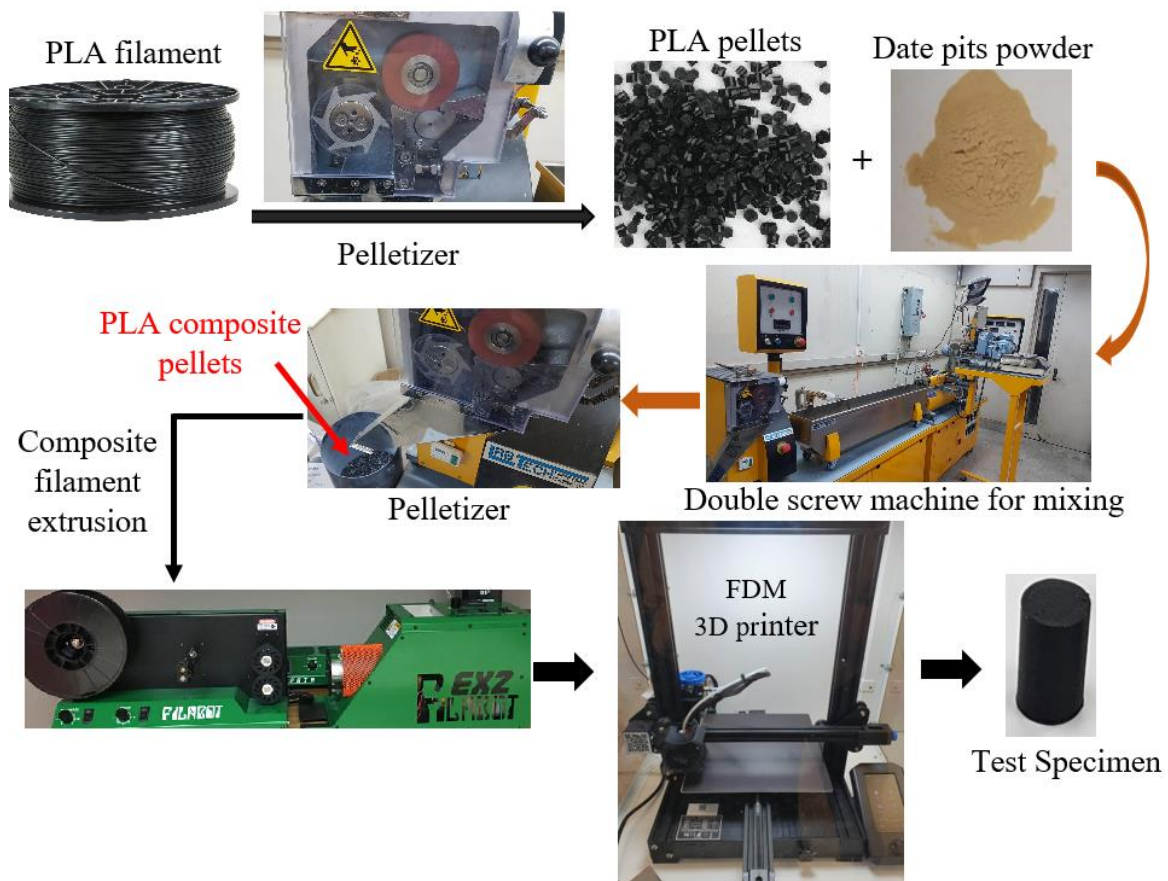 PLA filament
Pelletizer
PLA pellets
+
Date pits powder
Double screw machine for mixing
PLA composite
pellets
Pelletizer
Composite
filament
extrusion
FILABOT
EX2
FILABOT
FDM
3D printer
Test Specimen